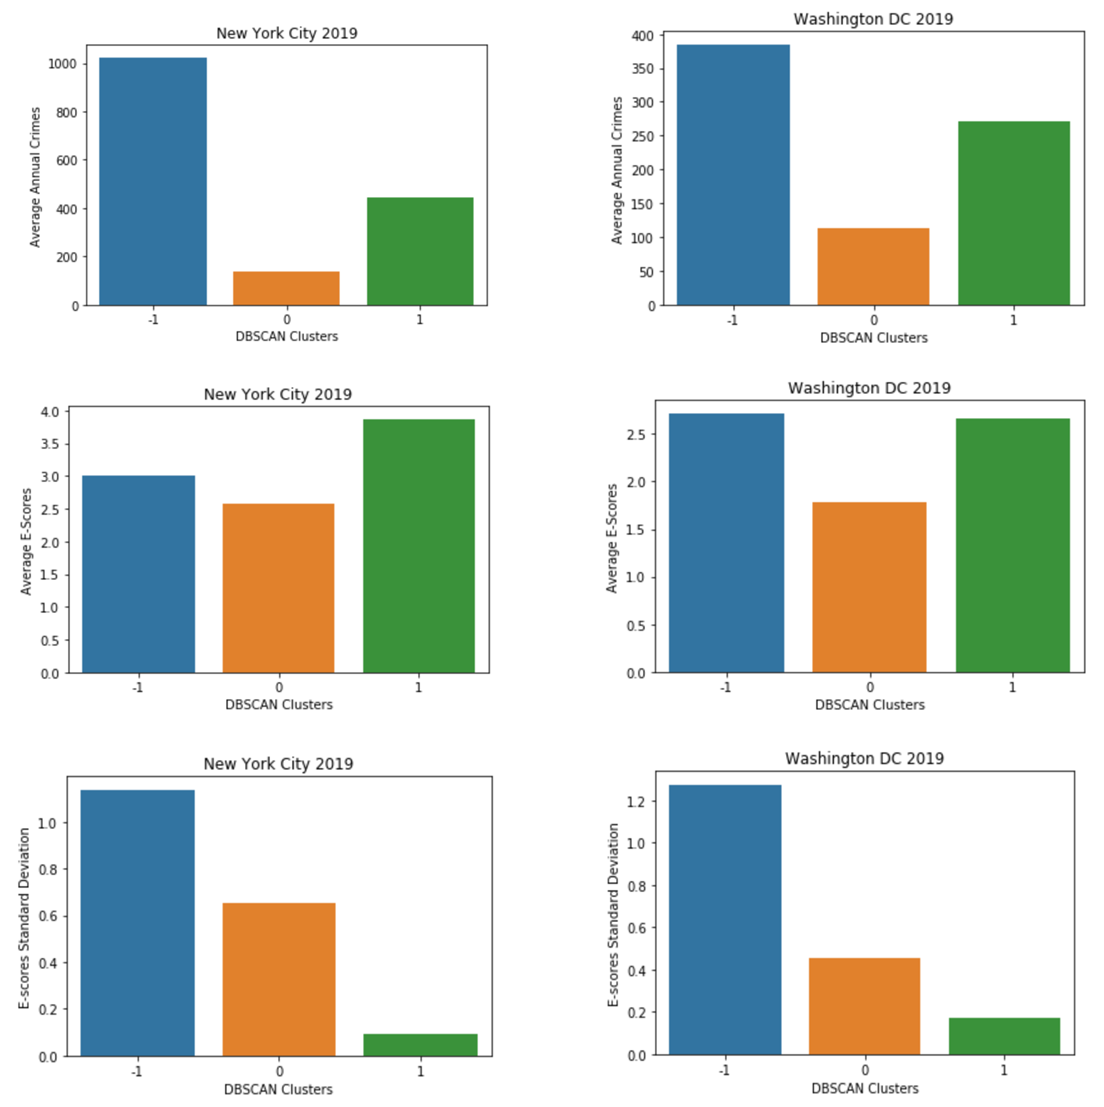 New York City 2019
1000
800
600
400
200
0
Average Annual Crimes
-1 0 1
DBSCAN Clusters
Washington DC 2019
400
350
300
250
200
150
100
50
0
Average Annual Crimes
-1 0 1
DBSCAN Clusters
New York City 2019
4.0
3.5
3.0
2.5
2.0
1.5
1.0
0.5
0.0
Average E-Scores
-1 0 1
DBSCAN Clusters
Washington DC 2019
2.5
2.0
1.5
1.0
0.5
0.0
Average E-Scores
-1 0 1
DBSCAN Clusters
New York City 2019
1.0
0.8
0.6
0.4
0.2
0.0
E-scores Standard Deviation
-1 0 1
DBSCAN Clusters
Washington DC 2019
1.2
1.0
0.8
0.6
0.4
0.2
0.0
E-scores Standard Deviation
-1 0 1
DBSCAN Clusters